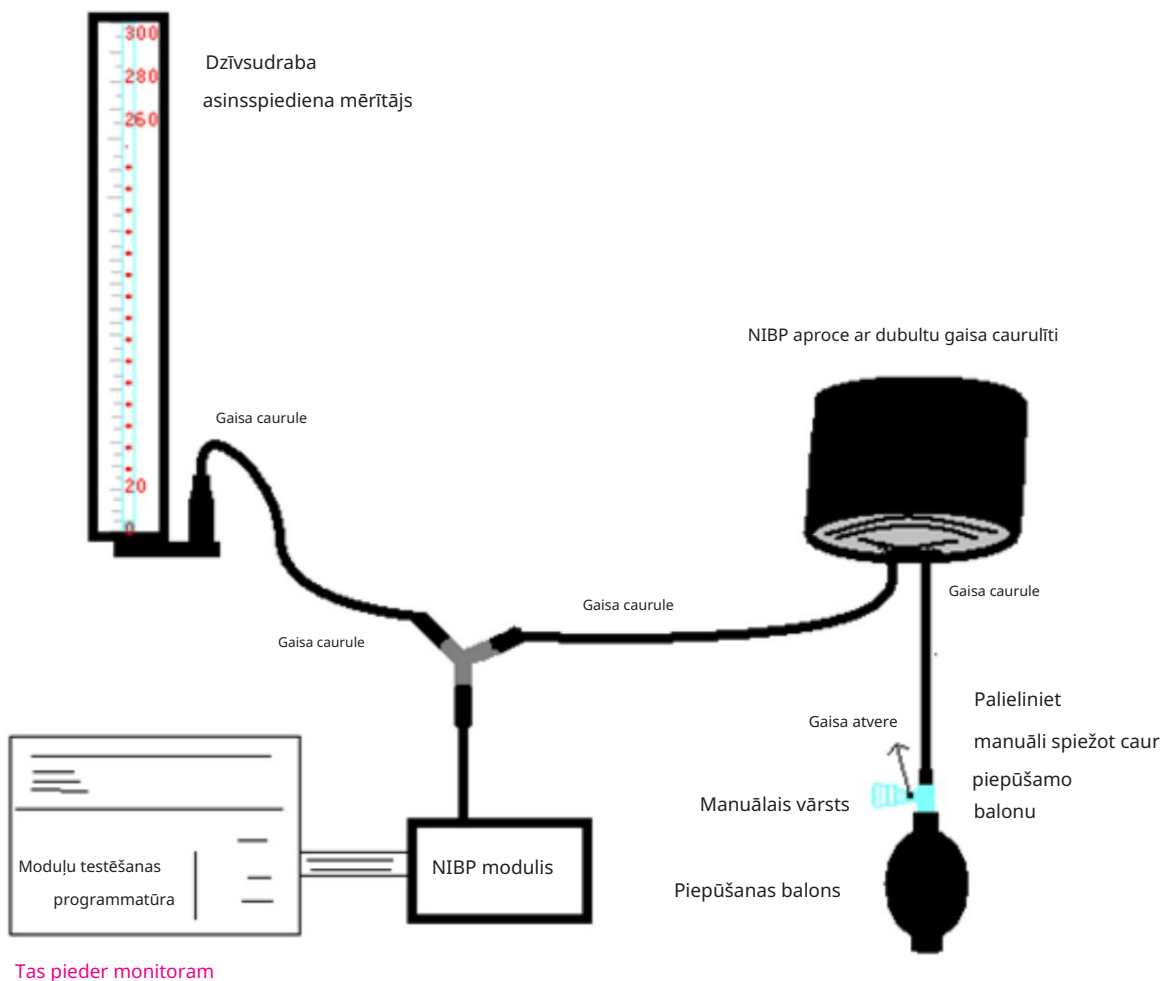 300
Dzīvsudraba
280
asinsspiediena mērītājs
260
NIBP aproce ar dubultu gaisa caurulīti
Gaisa caurule
20
0
Gaisa caurule
Gaisa caurule
Gaisa caurule
Palieliniet
Gaisa atvere
manuāli spiežot caur
piepūšamo
Manuālais vārsts
balonu
Moduļu testēšanas
programmatūra
NIBP modulis
Piepūšanas balons
Tas pieder monitoram